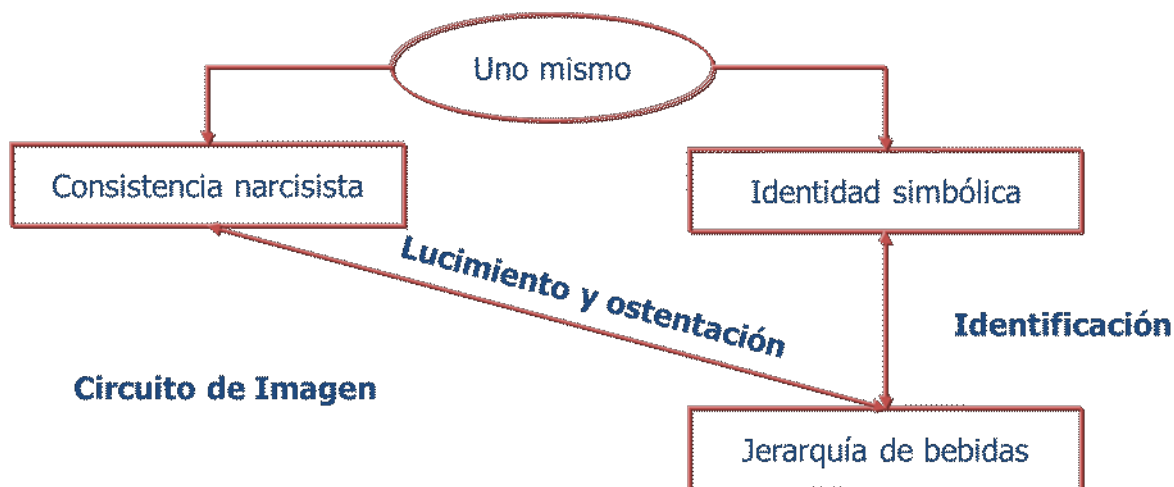 Uno mismo
Consistencia narcisista
Identidad simbólica
Lucimiento y ostentación
Identificación
Circuito de Imagen
Jerarquía de bebidas